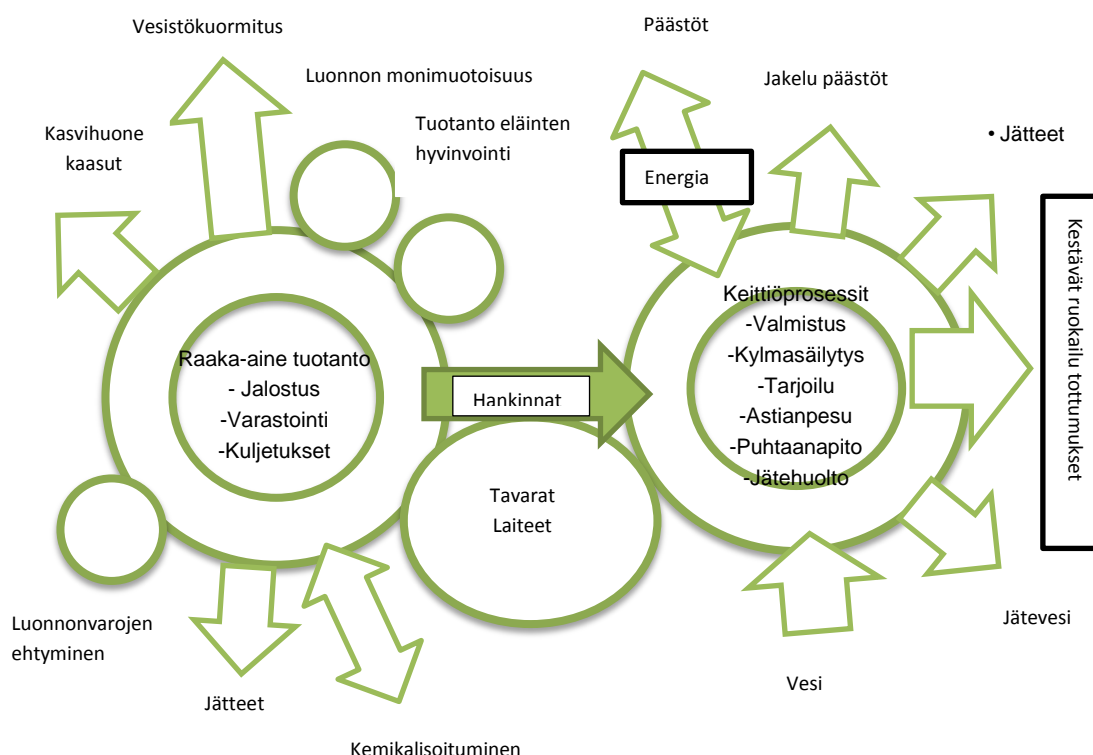 Vesistökuormitus
Päästöt
Luonnon monimuotoisuus
Jakelu päästöt
Kasvihuone
kaasut
Tuotanto eläinten
hyvinvointi
• Jätteet
Energia
Kestävät ruokailu tottumukset
Raaka-aine tuotanto
- Jalostus
-Varastointi
-Kuljetukset
Hankinnat
Keittiöprosessit
-Valmistus
-Kylmasäilytys
-Tarjoilu
-Astianpesu
-Puhtaanapito
-Jätehuolto
Tavarat
Laiteet
Luonnonvarojen
ehtyminen
Jätteet
Kemikalisoituminen
Vesi
Jätevesi